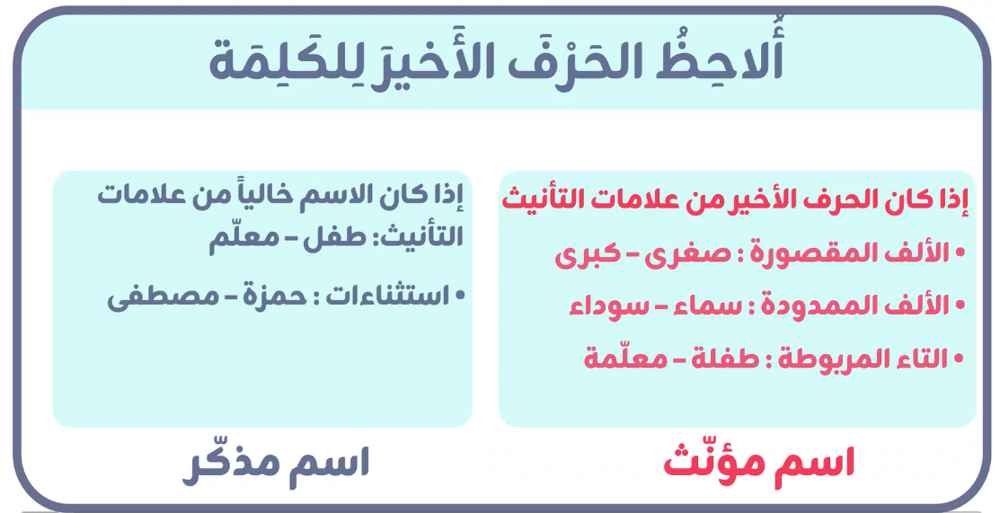 أُلاحِظُ الحَرْفَ الأَخيرَ لِلكَلِمَة
إذا كان الحرف الأخير من علامات التأنيث
• الألف المقصورة : صغرى – كبرى
• الألف الممدودة : سماء – سوداء
• التاء المربوطة : طفلة – معلّمة
اسم مؤنّث
إذا كان الاسم خالياً من علامات
التأنيث: طفل – معلّم
• استثناءات : حمزة – مصطفى
اسم مذكّر